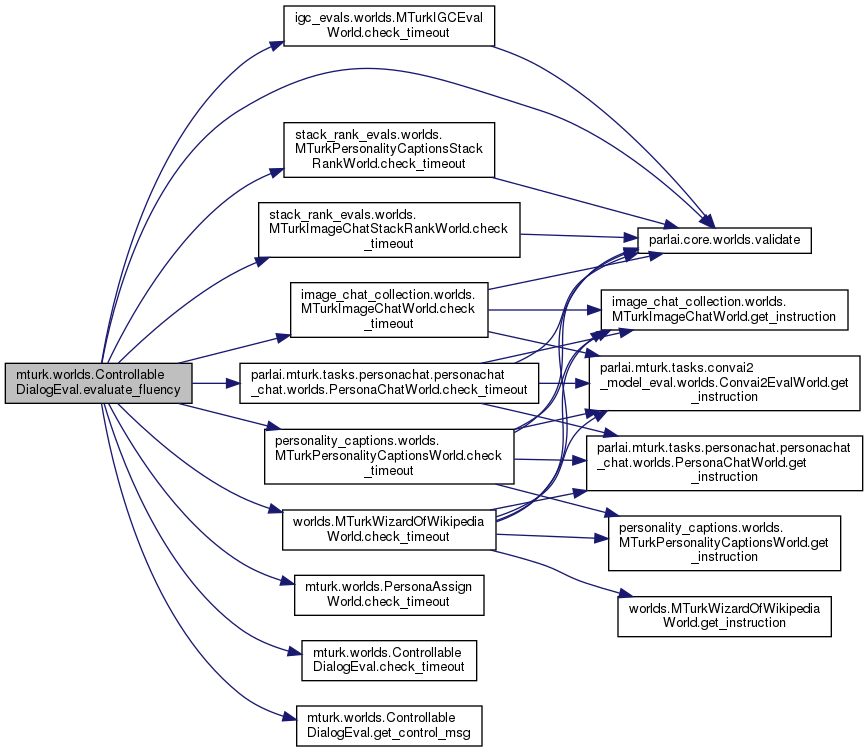 igc_evals.worlds.MTurkIGCEval
World.check_timeout
stack_rank_evals.worlds.
MTurkPersonalityCaptionsStack
RankWorld.check_timeout
stack_rank_evals.worlds.
MTurkImageChatStackRankWorld.check
_timeout
image_chat_collection.worlds.
MTurkImageChatWorld.check
_timeout
mturk.worlds.Controllable
DialogEval.evaluate_fluency
parlai.mturk.tasks.personachat.personachat
_chat.worlds.PersonaChatWorld.check_timeout
personality_captions.worlds.
MTurkPersonalityCaptionsWorld.check
_timeout
worlds.MTurkWizardOfWikipedia
World.check_timeout
mturk.worlds.PersonaAssign
World.check_timeout
mturk.worlds.Controllable
DialogEval.check_timeout
mturk.worlds.Controllable
DialogEval.get_control_msg
parlai.core.worlds.validate
image_chat_collection.worlds.
MTurkImageChatWorld.get_instruction
parlai.mturk.tasks.convai2
_model_eval.worlds.Convai2EvalWorld.get
_instruction
parlai.mturk.tasks.personachat.personachat
_chat.worlds.PersonaChatWorld.get
_instruction
personality_captions.worlds.
MTurkPersonalityCaptionsWorld.get
_instruction
worlds.MTurkWizardOfWikipedia
World.get_instruction